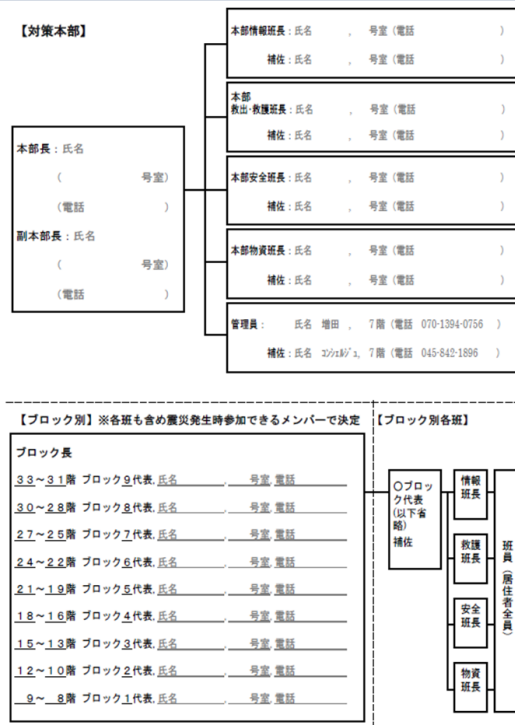 【対策本部】
本部長：氏名
（　　　　号室）
（電話　　　　）
副本部長：氏名
（　　　　号室）
（電話　　　　）
本部情報班長：氏名　　，　号室（電話　　　　）
補佐：氏名　　，　号室（電話　　　　）
本部
救出・救護班長：氏名　　，　号室（電話　　　　）
補佐：氏名　　，　号室（電話　　　　）
本部安全班長：氏名　　，　号室（電話　　　　）
補佐：氏名　　，　号室（電話　　　　）
本部物資班長：氏名　　，　号室（電話　　　　）
補佐：氏名　　，　号室（電話　　　　）
管理員：　氏名　増田　，　7階（電話　070-1394-0756　）
補佐：氏名　ｺﾝｼｪﾙｼﾞｭ，7階（電話　045-842-1896　）
【ブロック別】※各班も含め震災発生時参加できるメンバーで決定
ブロック長
３３～３１階 ブロック９代表,氏名　　　，　号室,電話
３０～２８階 ブロック８代表,氏名　　　，　号室,電話
２７～２５階 ブロック７代表,氏名　　　，　号室,電話
２４～２２階 ブロック６代表,氏名　　　，　号室,電話
２１～１９階 ブロック５代表,氏名　　　，　号室,電話
１８～１６階 ブロック４代表,氏名　　　，　号室,電話
１５～１３階 ブロック３代表,氏名　　　，　号室,電話
１２～１０階 ブロック２代表,氏名　　　，　号室,電話
９～　８階 ブロック１代表,氏名　　　，　号室,電話
【ブロック別各班】
〇ブロッ
ク代表
(以下省
略)
補佐
情報
班長
救護
班長
安全
班長
物資
班長
班員（居住者全員）